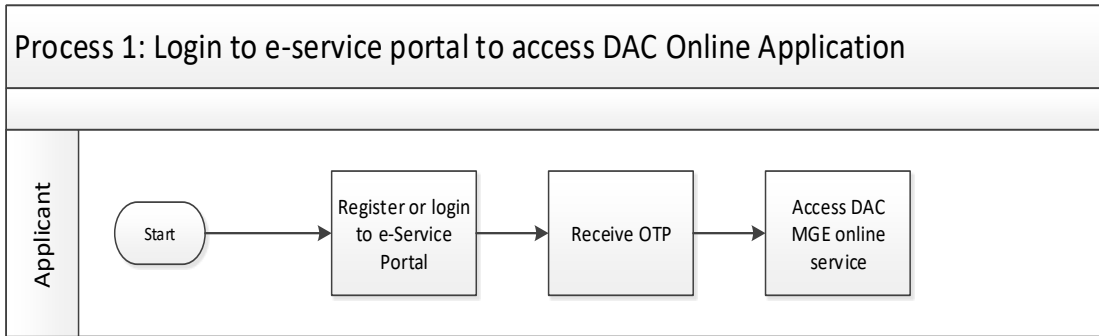 Process 1: Login to e-service portal to access DAC Online Application
Applicant
Start
Register or login
to e-Service
Portal
Receive OTP
Access DAC
MGE online
service